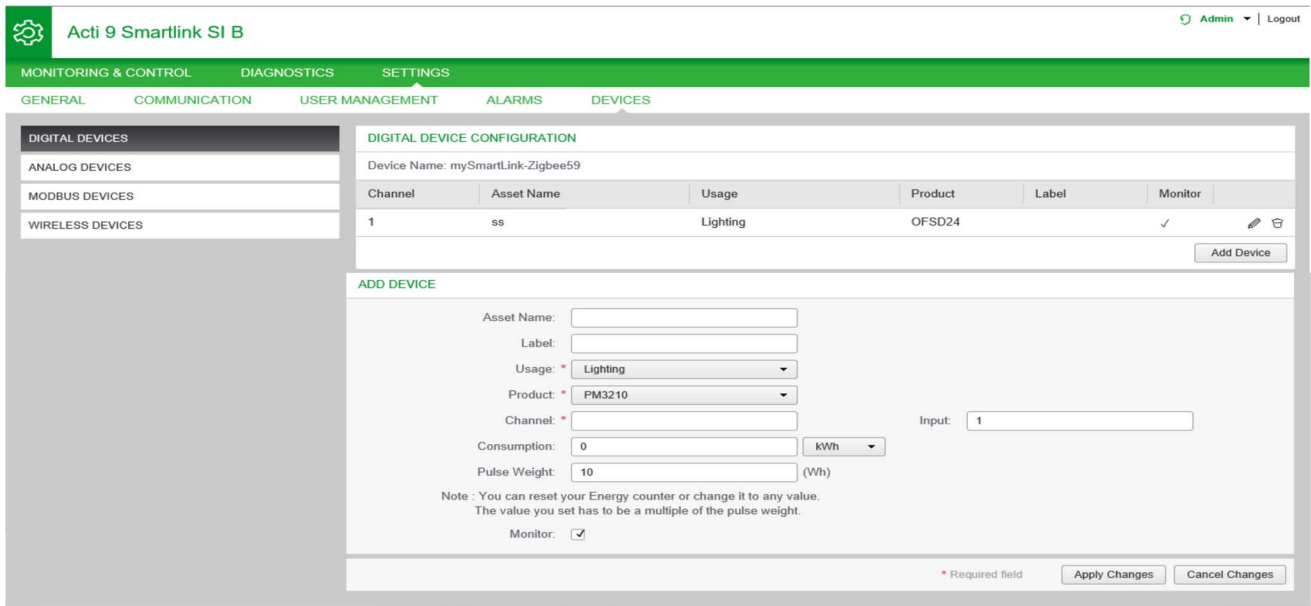 Acti 9 Smartlink SI B
Admin | Logout
MONITORING & CONTROL DIAGNOSTICS SETTINGS
GENERAL COMMUNICATION USER MANAGEMENT ALARMS DEVICES
DIGITAL DEVICES
ANALOG DEVICES
MODBUS DEVICES
WIRELESS DEVICES
DIGITAL DEVICE CONFIGURATION
Device Name: mySmartLink-Zigbee59
Channel Asset Name Usage Product Label Monitor
1 ss Lighting OFSD24
Add Device
ADD DEVICE
Asset Name:
Label:
Usage: * Lighting
Product: * PM3210
Channel: * Input: 1
Consumption: 0 kWh
Pulse Weight: 10 (Wh)
Note : You can reset your Energy counter or change it to any value.
The value you set has to be a multiple of the pulse weight.
Monitor:
* Required field Apply Changes Cancel Changes